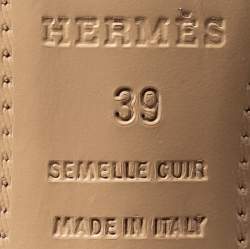 HERMÈS
39
SEMELLE CUIR
MADE IN ITALY